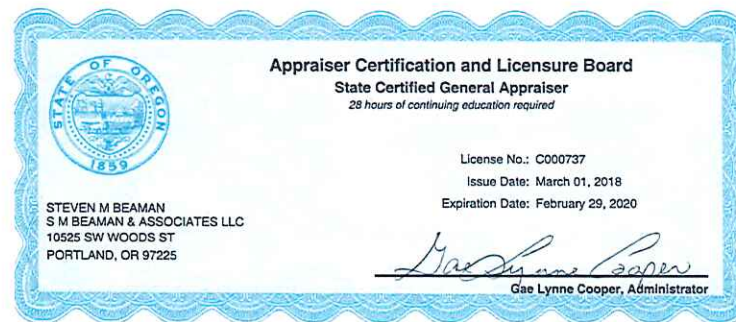 STATE OF OREGON
1859
Appraiser Certification and Licensure Board
State Certified General Appraiser
28 hours of continuing education required
License No.: C000737
Issue Date: March 01, 2018
Expiration Date: February 29, 2020
STEVEN M BEAMAN
S M BEAMAN & ASSOCIATES LLC
10525 SW WOODS ST
PORTLAND, OR 97225
Gae Lynne Cooper
Gae Lynne Cooper, Administrator